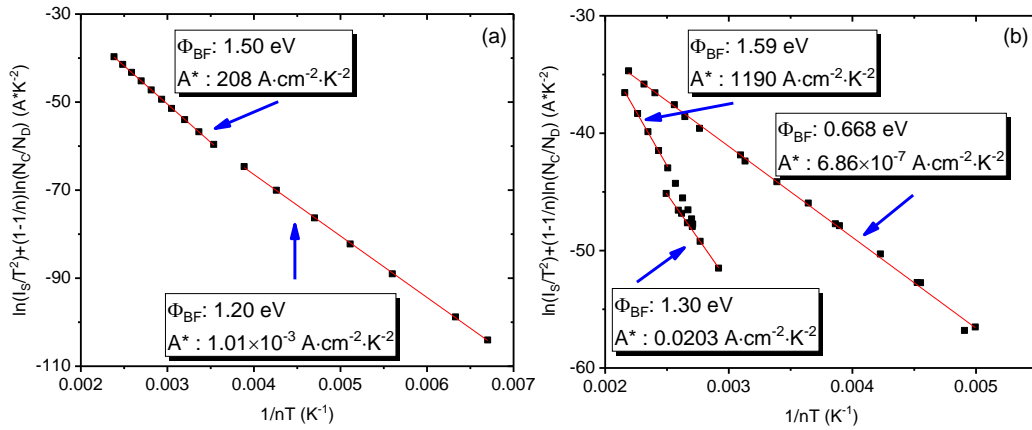 (a)
-30
-50
-70
-90
-110
ln(I_S/T²)+(1-1/n)ln(N_C/N_D) (A*K⁻²)
Φ_BF: 1.50 eV
A* : 208 A·cm⁻²·K⁻²
Φ_BF: 1.20 eV
A* : 1.01×10⁻³ A·cm⁻²·K⁻²
0.002 0.003 0.004 0.005 0.006 0.007
1/nT (K⁻¹)
(b)
-30
-40
-50
-60
ln(I_S/T²)+(1-1/n)ln(N_C/N_D) (A*K⁻²)
Φ_BF: 1.59 eV
A* : 1190 A·cm⁻²·K⁻²
Φ_BF: 0.668 eV
A* : 6.86×10⁻⁷ A·cm⁻²·K⁻²
Φ_BF: 1.30 eV
A* : 0.0203 A·cm⁻²·K⁻²
0.002 0.003 0.004 0.005
1/nT (K⁻¹)